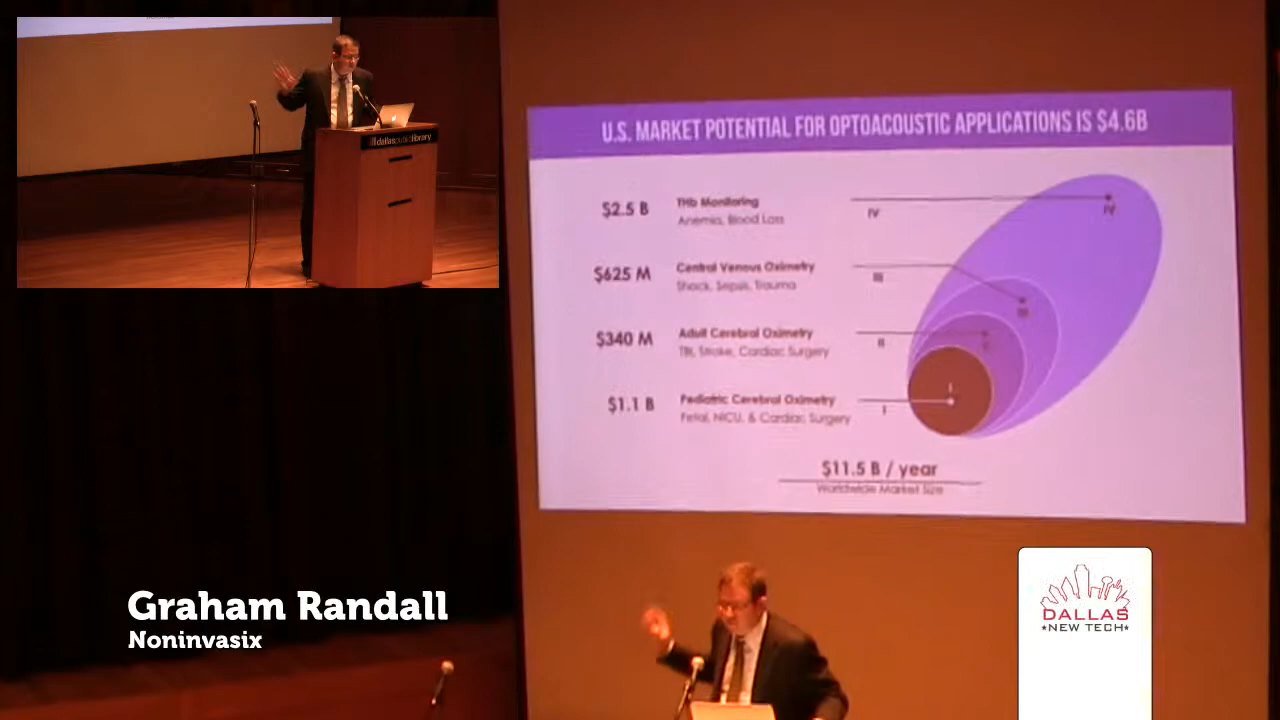 dallaspubliclibrary
U.S. MARKET POTENTIAL FOR OPTOACOUSTIC APPLICATIONS IS $4.6B
$2.5 B THb Monitoring
Anemia, Blood Loss
IV
IV
$625 M Central Venous Oximetry
Shock, Sepsis, Trauma
III
III
$340 M Adult Cerebral Oximetry
TBI, Stroke, Cardiac Surgery
II
$1.1 B Pediatric Cerebral Oximetry
Fetal, NICU, & Cardiac Surgery
I
I
$11.5 B / year
Worldwide Market Size
Graham Randall
Noninvasix
DALLAS
NEW TECH